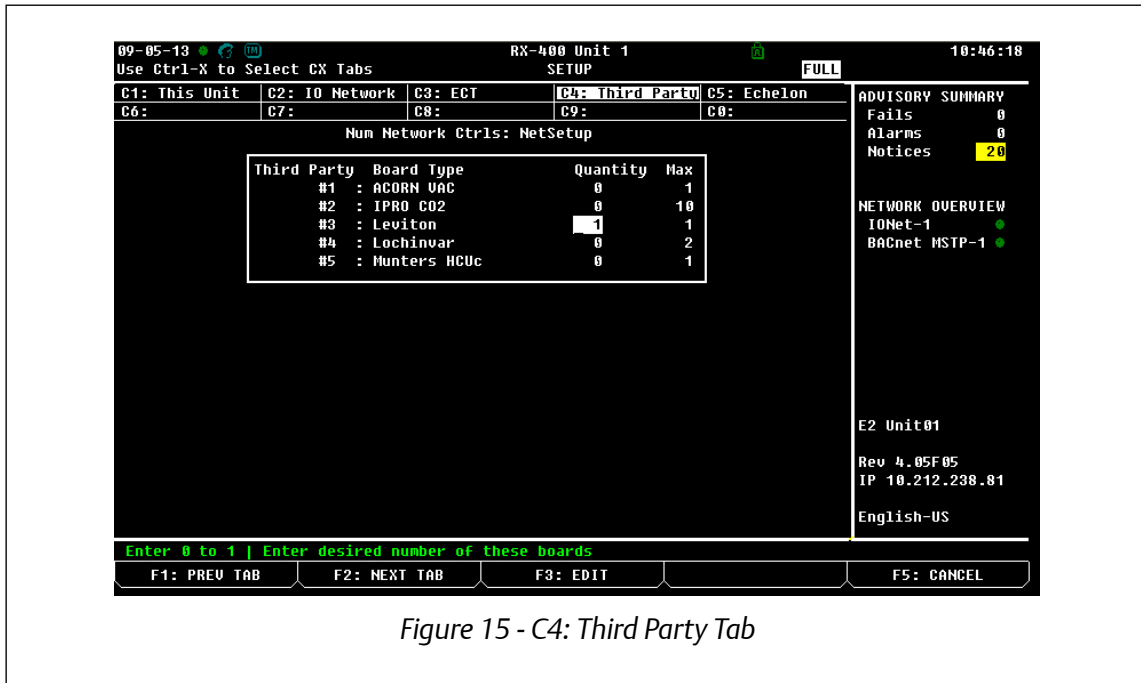 09-05-13 TM RX-400 Unit 1 A 10:46:18
Use Ctrl-X to Select CX Tabs SETUP FULL
C1: This Unit C2: IO Network C3: ECT C4: Third Party C5: Echelon
C6: C7: C8: C9: C0:
ADVISORY SUMMARY
Fails 0
Alarms 0
Notices 20
Num Network Ctrls: NetSetup
Third Party Board Type Quantity Max
#1 : ACORN VAC 0 1
#2 : IPRO CO2 0 10
#3 : Leviton 1 1
#4 : Lochinvar 0 2
#5 : Munters HCUc 0 1
NETWORK OVERVIEW
IONet-1
BACnet MSTP-1
E2 Unit01
Rev 4.05F05
IP 10.212.238.81
English-US
Enter 0 to 1 | Enter desired number of these boards
F1: PREV TAB F2: NEXT TAB F3: EDIT F5: CANCEL
Figure 15 - C4: Third Party Tab